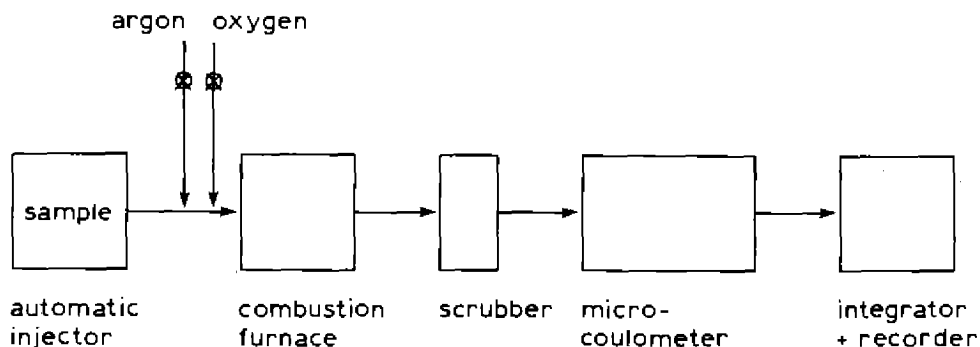 argon oxygen
sample
automatic
injector
combustion
furnace
scrubber
micro-
coulometer
integrator
+ recorder